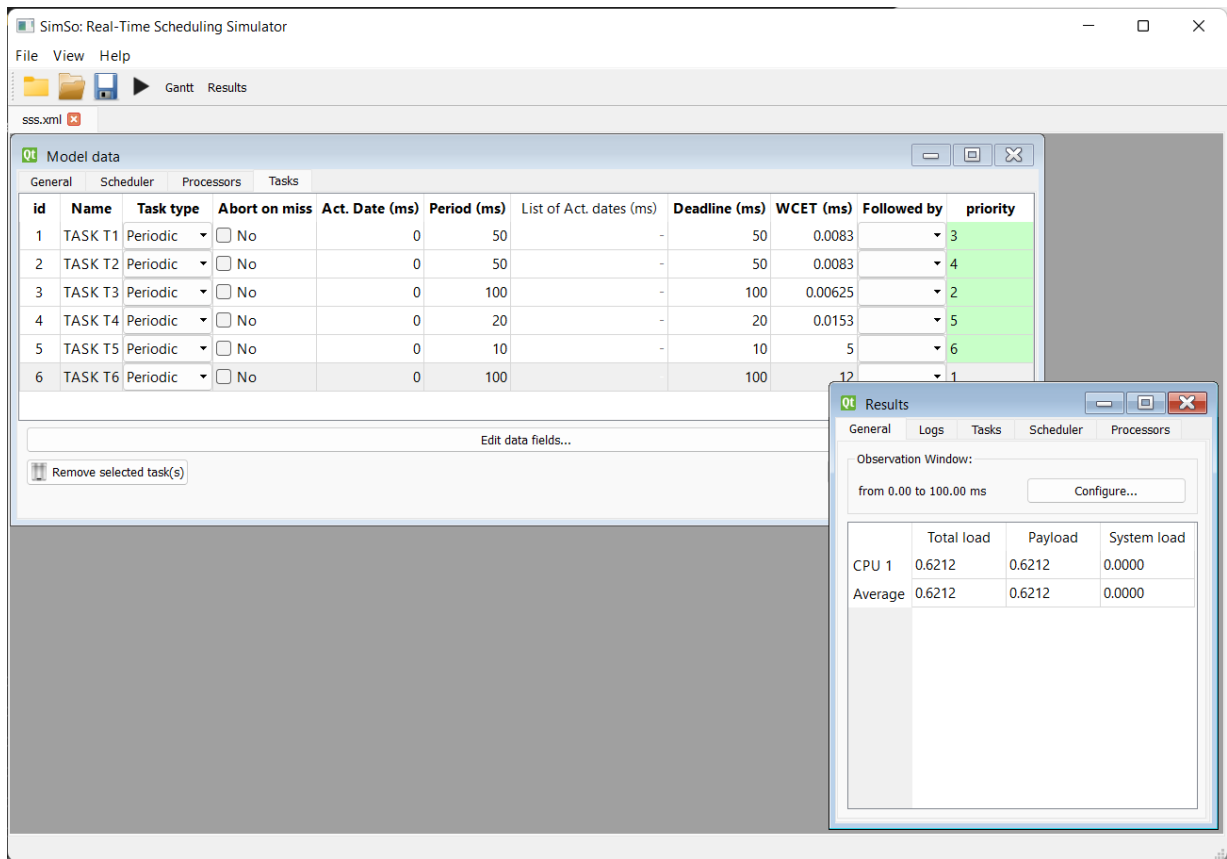 SimSo: Real-Time Scheduling Simulator
File View Help
Gantt Results
sss.xml
Qt Model data
General Scheduler Processors Tasks
id Name Task type Abort on miss Act. Date (ms) Period (ms) List of Act. dates (ms) Deadline (ms) WCET (ms) Followed by priority
1 TASK T1 Periodic No 0 50 - 50 0.0083 3
2 TASK T2 Periodic No 0 50 - 50 0.0083 4
3 TASK T3 Periodic No 0 100 - 100 0.00625 2
4 TASK T4 Periodic No 0 20 - 20 0.0153 5
5 TASK T5 Periodic No 0 10 - 10 5 6
6 TASK T6 Periodic No 0 100 100 12 1
Edit data fields...
Remove selected task(s)
Qt Results
General Logs Tasks Scheduler Processors
Observation Window:
from 0.00 to 100.00 ms Configure...
Total load Payload System load
CPU 1 0.6212 0.6212 0.0000
Average 0.6212 0.6212 0.0000